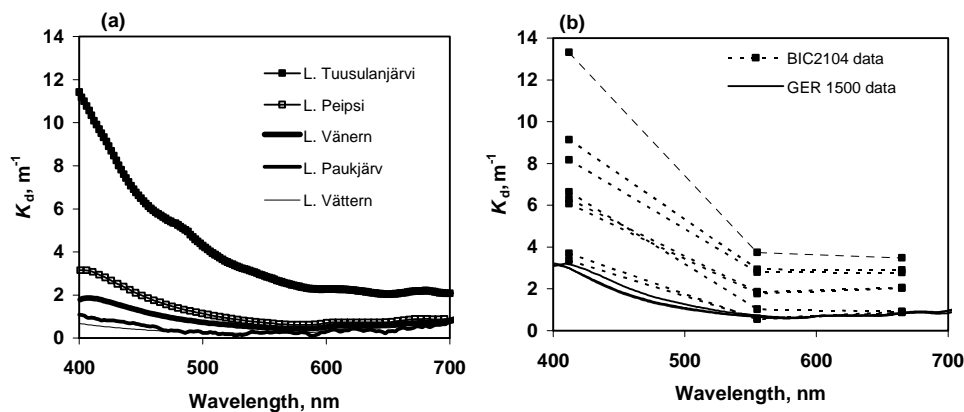 (a)
14
12
10
8
6
4
2
0
K_d, m⁻¹
400 500 600 700
Wavelength, nm
L. Tuusulanjärvi
L. Peipsi
L. Vänern
L. Paukjärv
L. Vättern
(b)
14
12
10
8
6
4
2
0
K_d, m⁻¹
400 500 600 700
Wavelength, nm
BIC2104 data
GER 1500 data